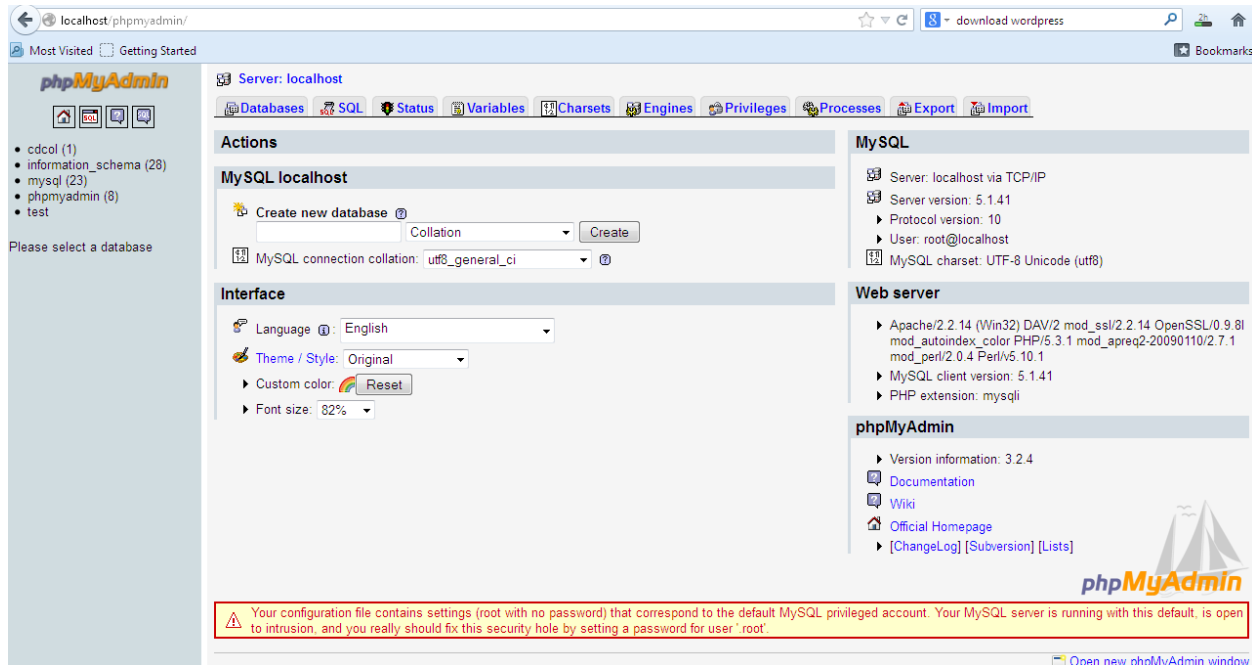 localhost/phpmyadmin/
8
download wordpress
Most Visited
Getting Started
Bookmarks
phpMyAdmin
SQL
cdcol (1)
information_schema (28)
mysql (23)
phpmyadmin (8)
test
Please select a database
Server: localhost
Databases SQL Status Variables Charsets Engines Privileges Processes Export Import
Actions
MySQL localhost
Create new database
Collation
Create
MySQL connection collation: utf8_general_ci
Interface
Language : English
Theme / Style: Original
Custom color: Reset
Font size: 82%
MySQL
Server: localhost via TCP/IP
Server version: 5.1.41
Protocol version: 10
User: root@localhost
MySQL charset: UTF-8 Unicode (utf8)
Web server
Apache/2.2.14 (Win32) DAV/2 mod_ssl/2.2.14 OpenSSL/0.9.8l
mod_autoindex_color PHP/5.3.1 mod_apreq2-20090110/2.7.1
mod_perl/2.0.4 Perl/v5.10.1
MySQL client version: 5.1.41
PHP extension: mysqli
phpMyAdmin
Version information: 3.2.4
Documentation
Wiki
Official Homepage
[ChangeLog] [Subversion] [Lists]
phpMyAdmin
Your configuration file contains settings (root with no password) that correspond to the default MySQL privileged account. Your MySQL server is running with this default, is open
to intrusion, and you really should fix this security hole by setting a password for user '.root'.
Open new phpMyAdmin window